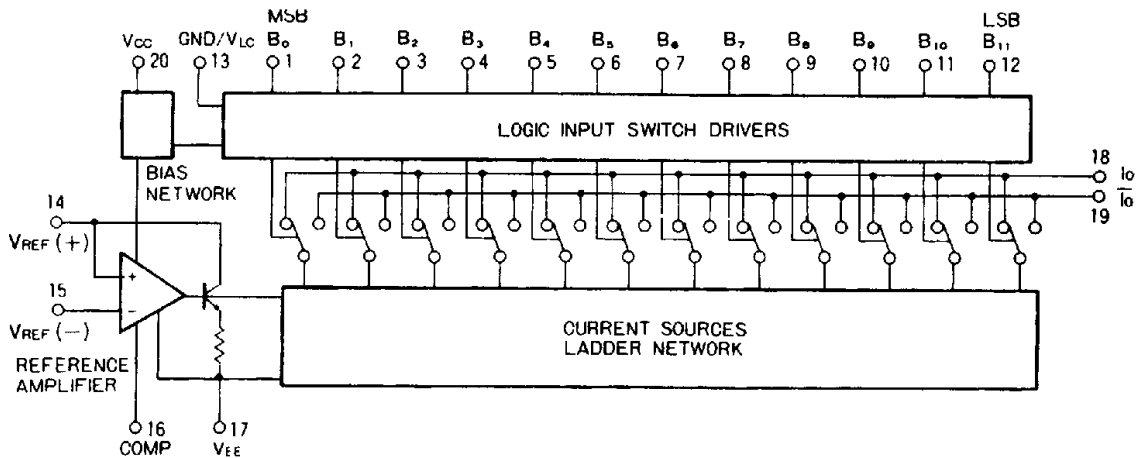 MSB LSB
VCC GND/VLC B₀ B₁ B₂ B₃ B₄ B₅ B₆ B₇ B₈ B₉ B₁₀ B₁₁
20 13 1 2 3 4 5 6 7 8 9 10 11 12
LOGIC INPUT SWITCH DRIVERS
BIAS
NETWORK
18 Io
19 I̅o̅
14
VREF (+)
+
15
−
VREF (−)
REFERENCE
AMPLIFIER
CURRENT SOURCES
LADDER NETWORK
16 17
COMP VEE